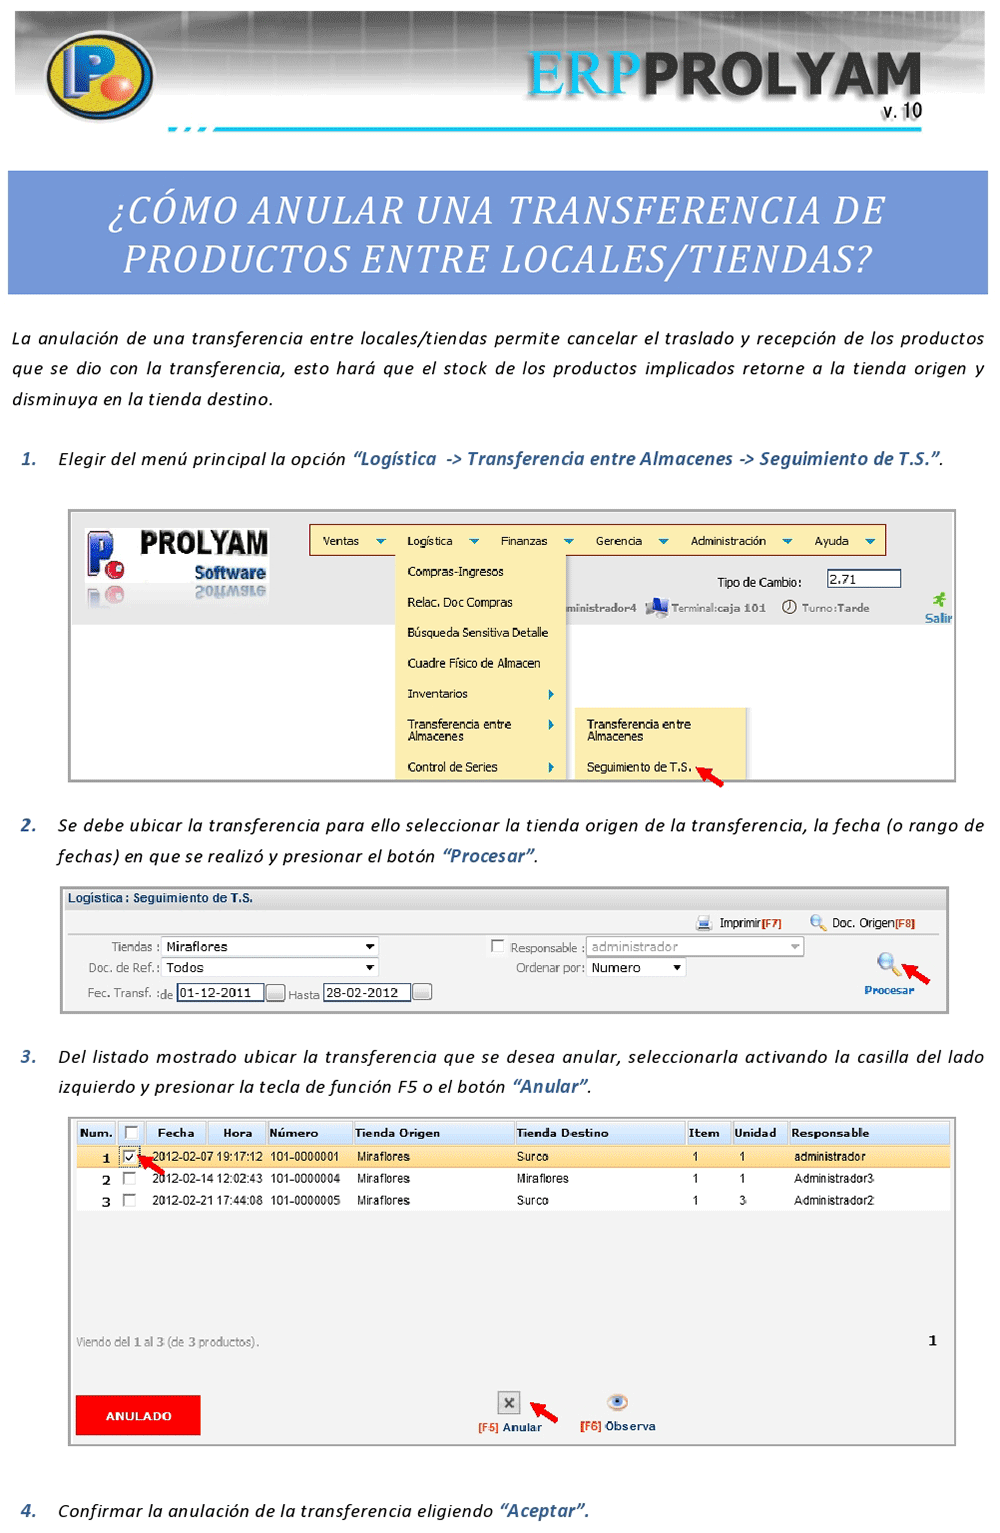 ERPPROLYAM
v. 10
¿CÓMO ANULAR UNA TRANSFERENCIA DE
PRODUCTOS ENTRE LOCALES/TIENDAS?
La anulación de una transferencia entre locales/tiendas permite cancelar el traslado y recepción de los productos
que se dio con la transferencia, esto hará que el stock de los productos implicados retorne a la tienda origen y
disminuya en la tienda destino.
1. Elegir del menú principal la opción “Logística -> Transferencia entre Almacenes -> Seguimiento de T.S.”.
PROLYAM
Software
Ventas Logística Finanzas Gerencia Administración Ayuda
Compras-Ingresos
Tipo de Cambio: 2.71
Relac. Doc Compras
ministrador4 Terminal:caja 101 Turno:Tarde
Salir
Búsqueda Sensitiva Detalle
Cuadre Físico de Almacen
Inventarios
Transferencia entre
Almacenes
Transferencia entre
Almacenes
Control de Series
Seguimiento de T.S.
2. Se debe ubicar la transferencia para ello seleccionar la tienda origen de la transferencia, la fecha (o rango de
fechas) en que se realizó y presionar el botón “Procesar”.
Logística : Seguimiento de T.S.
Imprimir[F7] Doc. Origen[F8]
Tiendas : Miraflores Responsable : administrador
Doc. de Ref.: Todos Ordenar por: Numero
Fec. Transf. :de 01-12-2011 Hasta 28-02-2012
Procesar
3. Del listado mostrado ubicar la transferencia que se desea anular, seleccionarla activando la casilla del lado
izquierdo y presionar la tecla de función F5 o el botón “Anular”.
Num. Fecha Hora Número Tienda Origen Tienda Destino Item Unidad Responsable
1 2012-02-07 19:17:12 101-0000001 Miraflores Surco 1 1 administrador
2 2012-02-14 12:02:43 101-0000004 Miraflores Miraflores 1 1 Administrador3
3 2012-02-21 17:44:08 101-0000005 Miraflores Surco 1 3 Administrador2
Viendo del 1 al 3 (de 3 productos). 1
ANULADO
[F5] Anular [F6] Observa
4. Confirmar la anulación de la transferencia eligiendo “Aceptar”.